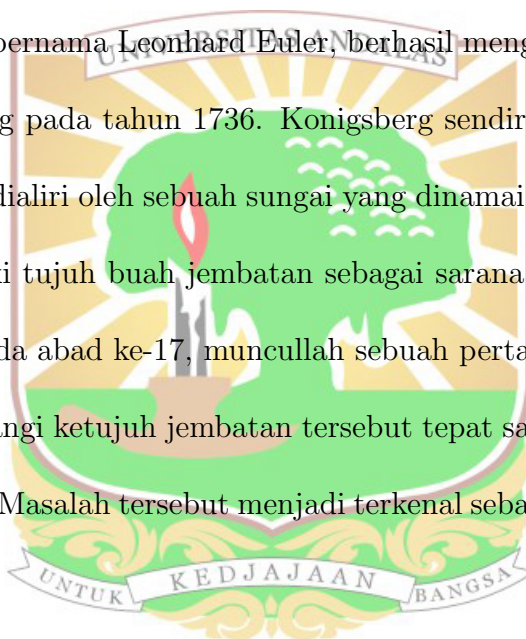 bernama Leonhard Euler, berhasil meng
UNIVERSITAS ANDALAS
g pada tahun 1736. Konigsberg sendir
dialiri oleh sebuah sungai yang dinamai
i tujuh buah jembatan sebagai sarana
da abad ke-17, muncullah sebuah perta
ngi ketujuh jembatan tersebut tepat sa
Masalah tersebut menjadi terkenal seba
UNTUK KEDJAJAAN BANGSA